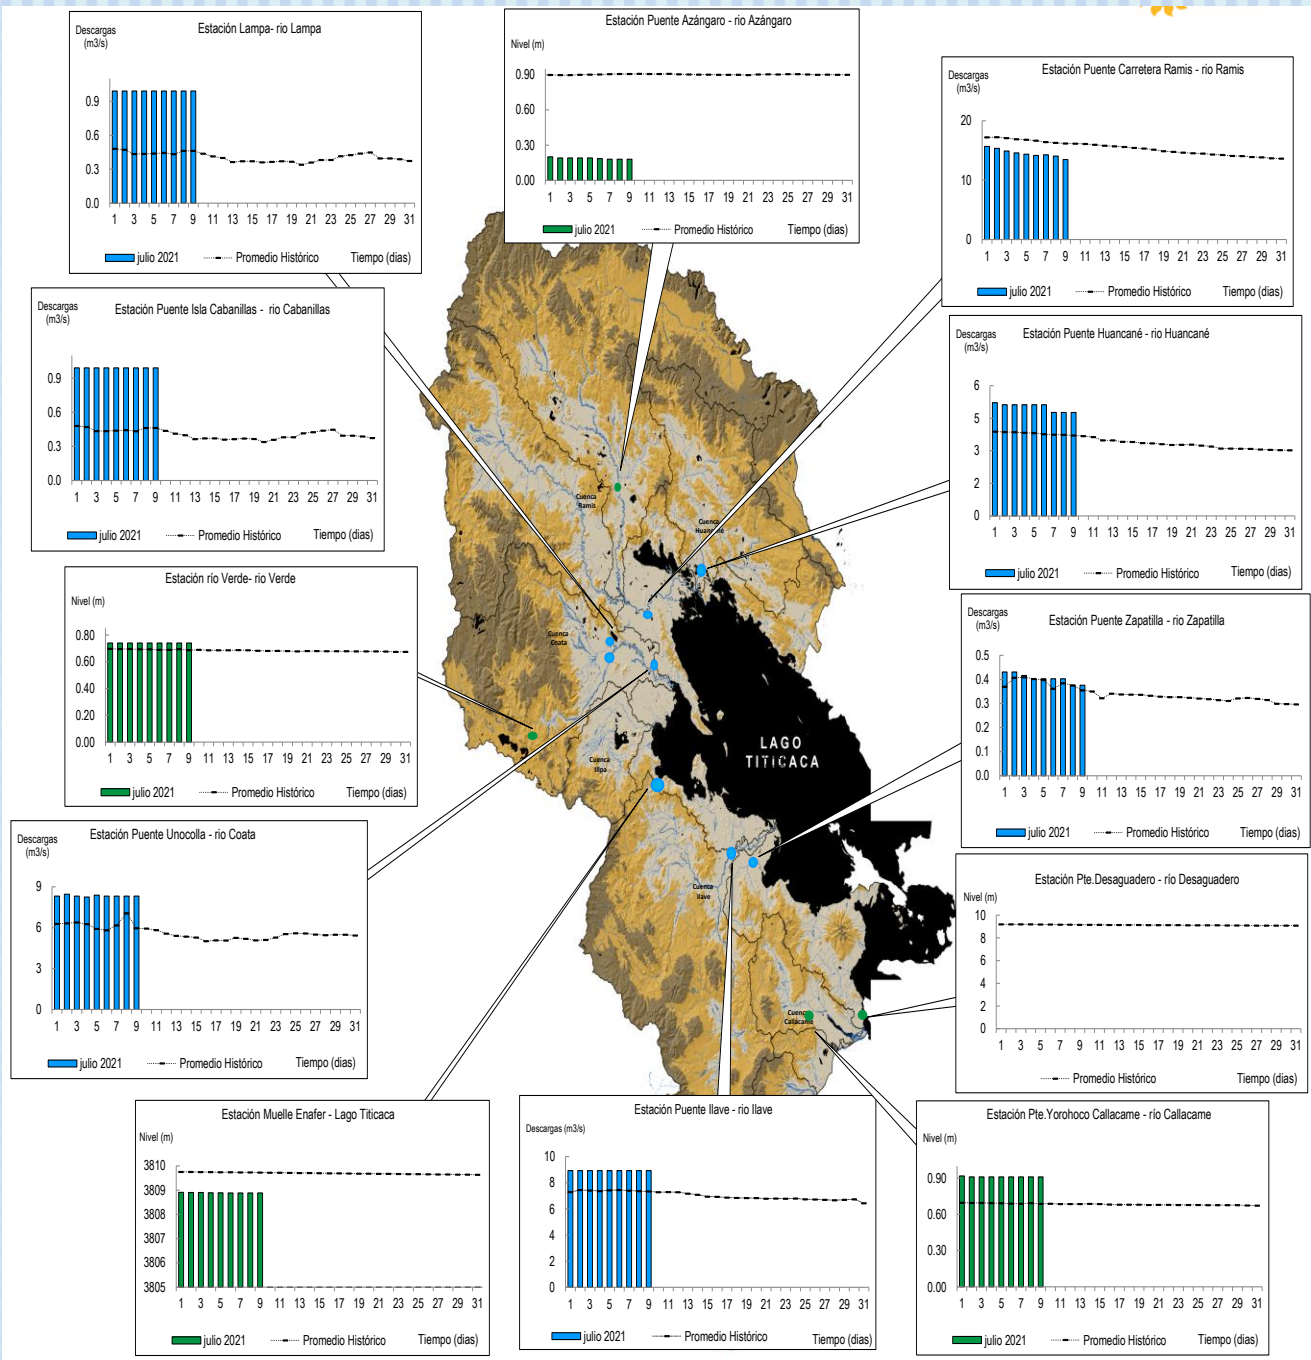 Estación Lampa- rio Lampa
Descargas
(m3/s)
0.9
0.6
0.3
0.0
1 3 5 7 9 11 13 15 17 19 21 23 25 27 29 31
julio 2021 Promedio Histórico Tiempo (dias)
Estación Puente Azángaro - rio Azángaro
Nivel (m)
0.90
0.60
0.30
0.00
1 3 5 7 9 11 13 15 17 19 21 23 25 27 29 31
julio 2021 Promedio Histórico Tiempo (dias)
Estación Puente Carretera Ramis - rio Ramis
Descargas
(m3/s)
20
10
0
1 3 5 7 9 11 13 15 17 19 21 23 25 27 29 31
julio 2021 Promedio Histórico Tiempo (dias)
Estación Puente Isla Cabanillas - rio Cabanillas
Descargas
(m3/s)
0.9
0.6
0.3
0.0
1 3 5 7 9 11 13 15 17 19 21 23 25 27 29 31
julio 2021 Promedio Histórico Tiempo (dias)
Estación Puente Huancané - rio Huancané
Descargas
(m3/s)
6
5
3
2
0
1 3 5 7 9 11 13 15 17 19 21 23 25 27 29 31
julio 2021 Promedio Histórico Tiempo (dias)
Estación río Verde- rio Verde
Nivel (m)
0.80
0.60
0.40
0.20
0.00
1 3 5 7 9 11 13 15 17 19 21 23 25 27 29 31
julio 2021 Promedio Histórico Tiempo (dias)
Estación Puente Zapatilla - rio Zapatilla
Descargas
(m3/s)
0.5
0.4
0.3
0.2
0.1
0.0
1 3 5 7 9 11 13 15 17 19 21 23 25 27 29 31
julio 2021 Promedio Histórico Tiempo (dias)
Cuenca
Ramis
Cuenca
Huancané
Cuenca
Coata
Cuenca
Illpa
LAGO
TITICACA
Cuenca
Ilave
Cuenca
Callacame
Estación Puente Unocolla - rio Coata
Descargas
(m3/s)
9
6
3
0
1 3 5 7 9 11 13 15 17 19 21 23 25 27 29 31
julio 2021 Promedio Histórico Tiempo (dias)
Estación Pte.Desaguadero - río Desaguadero
Nivel (m)
10
8
6
4
2
0
1 3 5 7 9 11 13 15 17 19 21 23 25 27 29 31
Promedio Histórico Tiempo (dias)
Estación Muelle Enafer - Lago Titicaca
Nivel (m)
3810
3809
3808
3807
3806
3805
1 3 5 7 9 11 13 15 17 19 21 23 25 27 29 31
julio 2021 Promedio Histórico Tiempo (dias)
Estación Puente Ilave - rio Ilave
Descargas (m3/s)
10
8
6
4
2
0
1 3 5 7 9 11 13 15 17 19 21 23 25 27 29 31
julio 2021 Promedio Histórico Tiempo (dias)
Estación Pte.Yorohoco Callacame - río Callacame
Nivel (m)
0.90
0.60
0.30
0.00
1 3 5 7 9 11 13 15 17 19 21 23 25 27 29 31
julio 2021 Promedio Histórico Tiempo (dias)